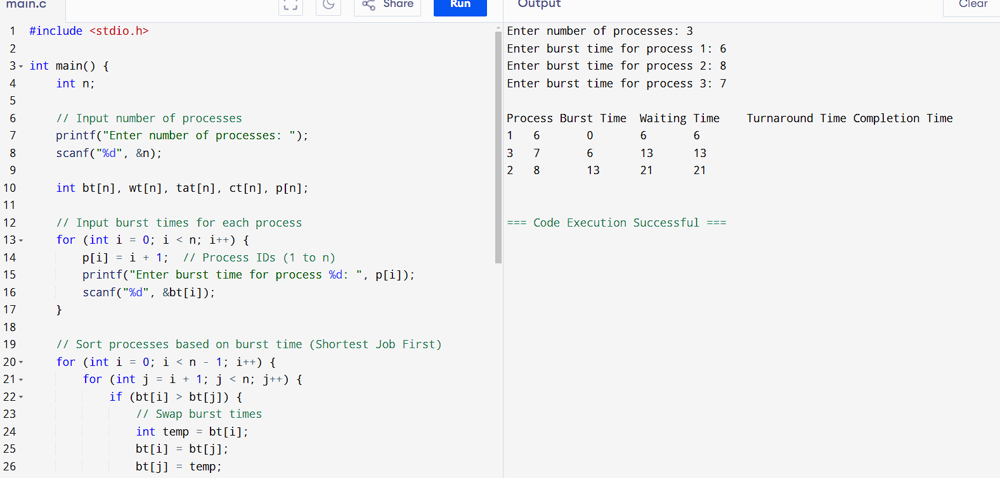 main.c
Share
Run
Output
Clear
1 #include <stdio.h>
2
3 int main() {
4     int n;
5
6     // Input number of processes
7     printf("Enter number of processes: ");
8     scanf("%d", &n);
9
10     int bt[n], wt[n], tat[n], ct[n], p[n];
11
12     // Input burst times for each process
13     for (int i = 0; i < n; i++) {
14         p[i] = i + 1;  // Process IDs (1 to n)
15         printf("Enter burst time for process %d: ", p[i]);
16         scanf("%d", &bt[i]);
17     }
18
19     // Sort processes based on burst time (Shortest Job First)
20     for (int i = 0; i < n - 1; i++) {
21         for (int j = i + 1; j < n; j++) {
22             if (bt[i] > bt[j]) {
23                 // Swap burst times
24                 int temp = bt[i];
25                 bt[i] = bt[j];
26                 bt[j] = temp;
Enter number of processes: 3
Enter burst time for process 1: 6
Enter burst time for process 2: 8
Enter burst time for process 3: 7
Process Burst Time  Waiting Time    Turnaround Time Completion Time
1   6       0       6       6
3   7       6       13      13
2   8       13      21      21
=== Code Execution Successful ===